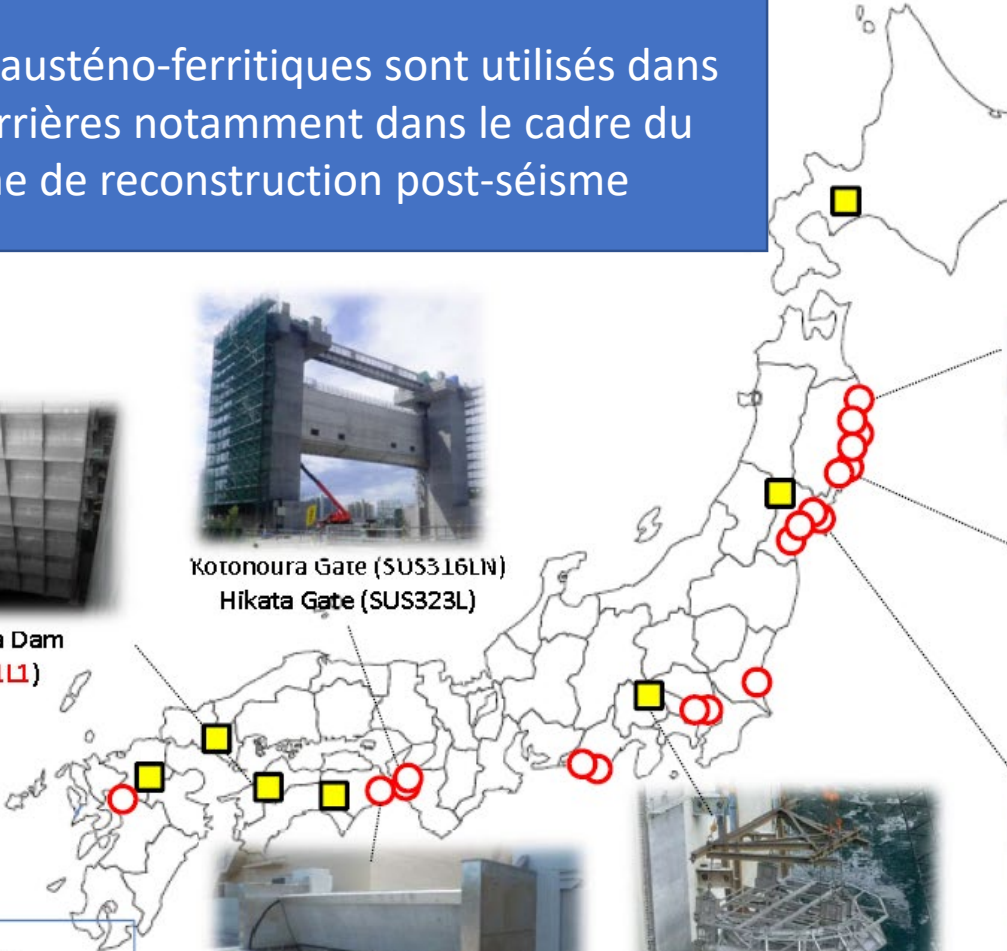 austéno-ferritiques sont utilisés dans
rrières notamment dans le cadre du
e de reconstruction post-séisme
Kotonoura Gate (SUS316LN)
Hikata Gate (SUS323L)
a Dam
1L1)